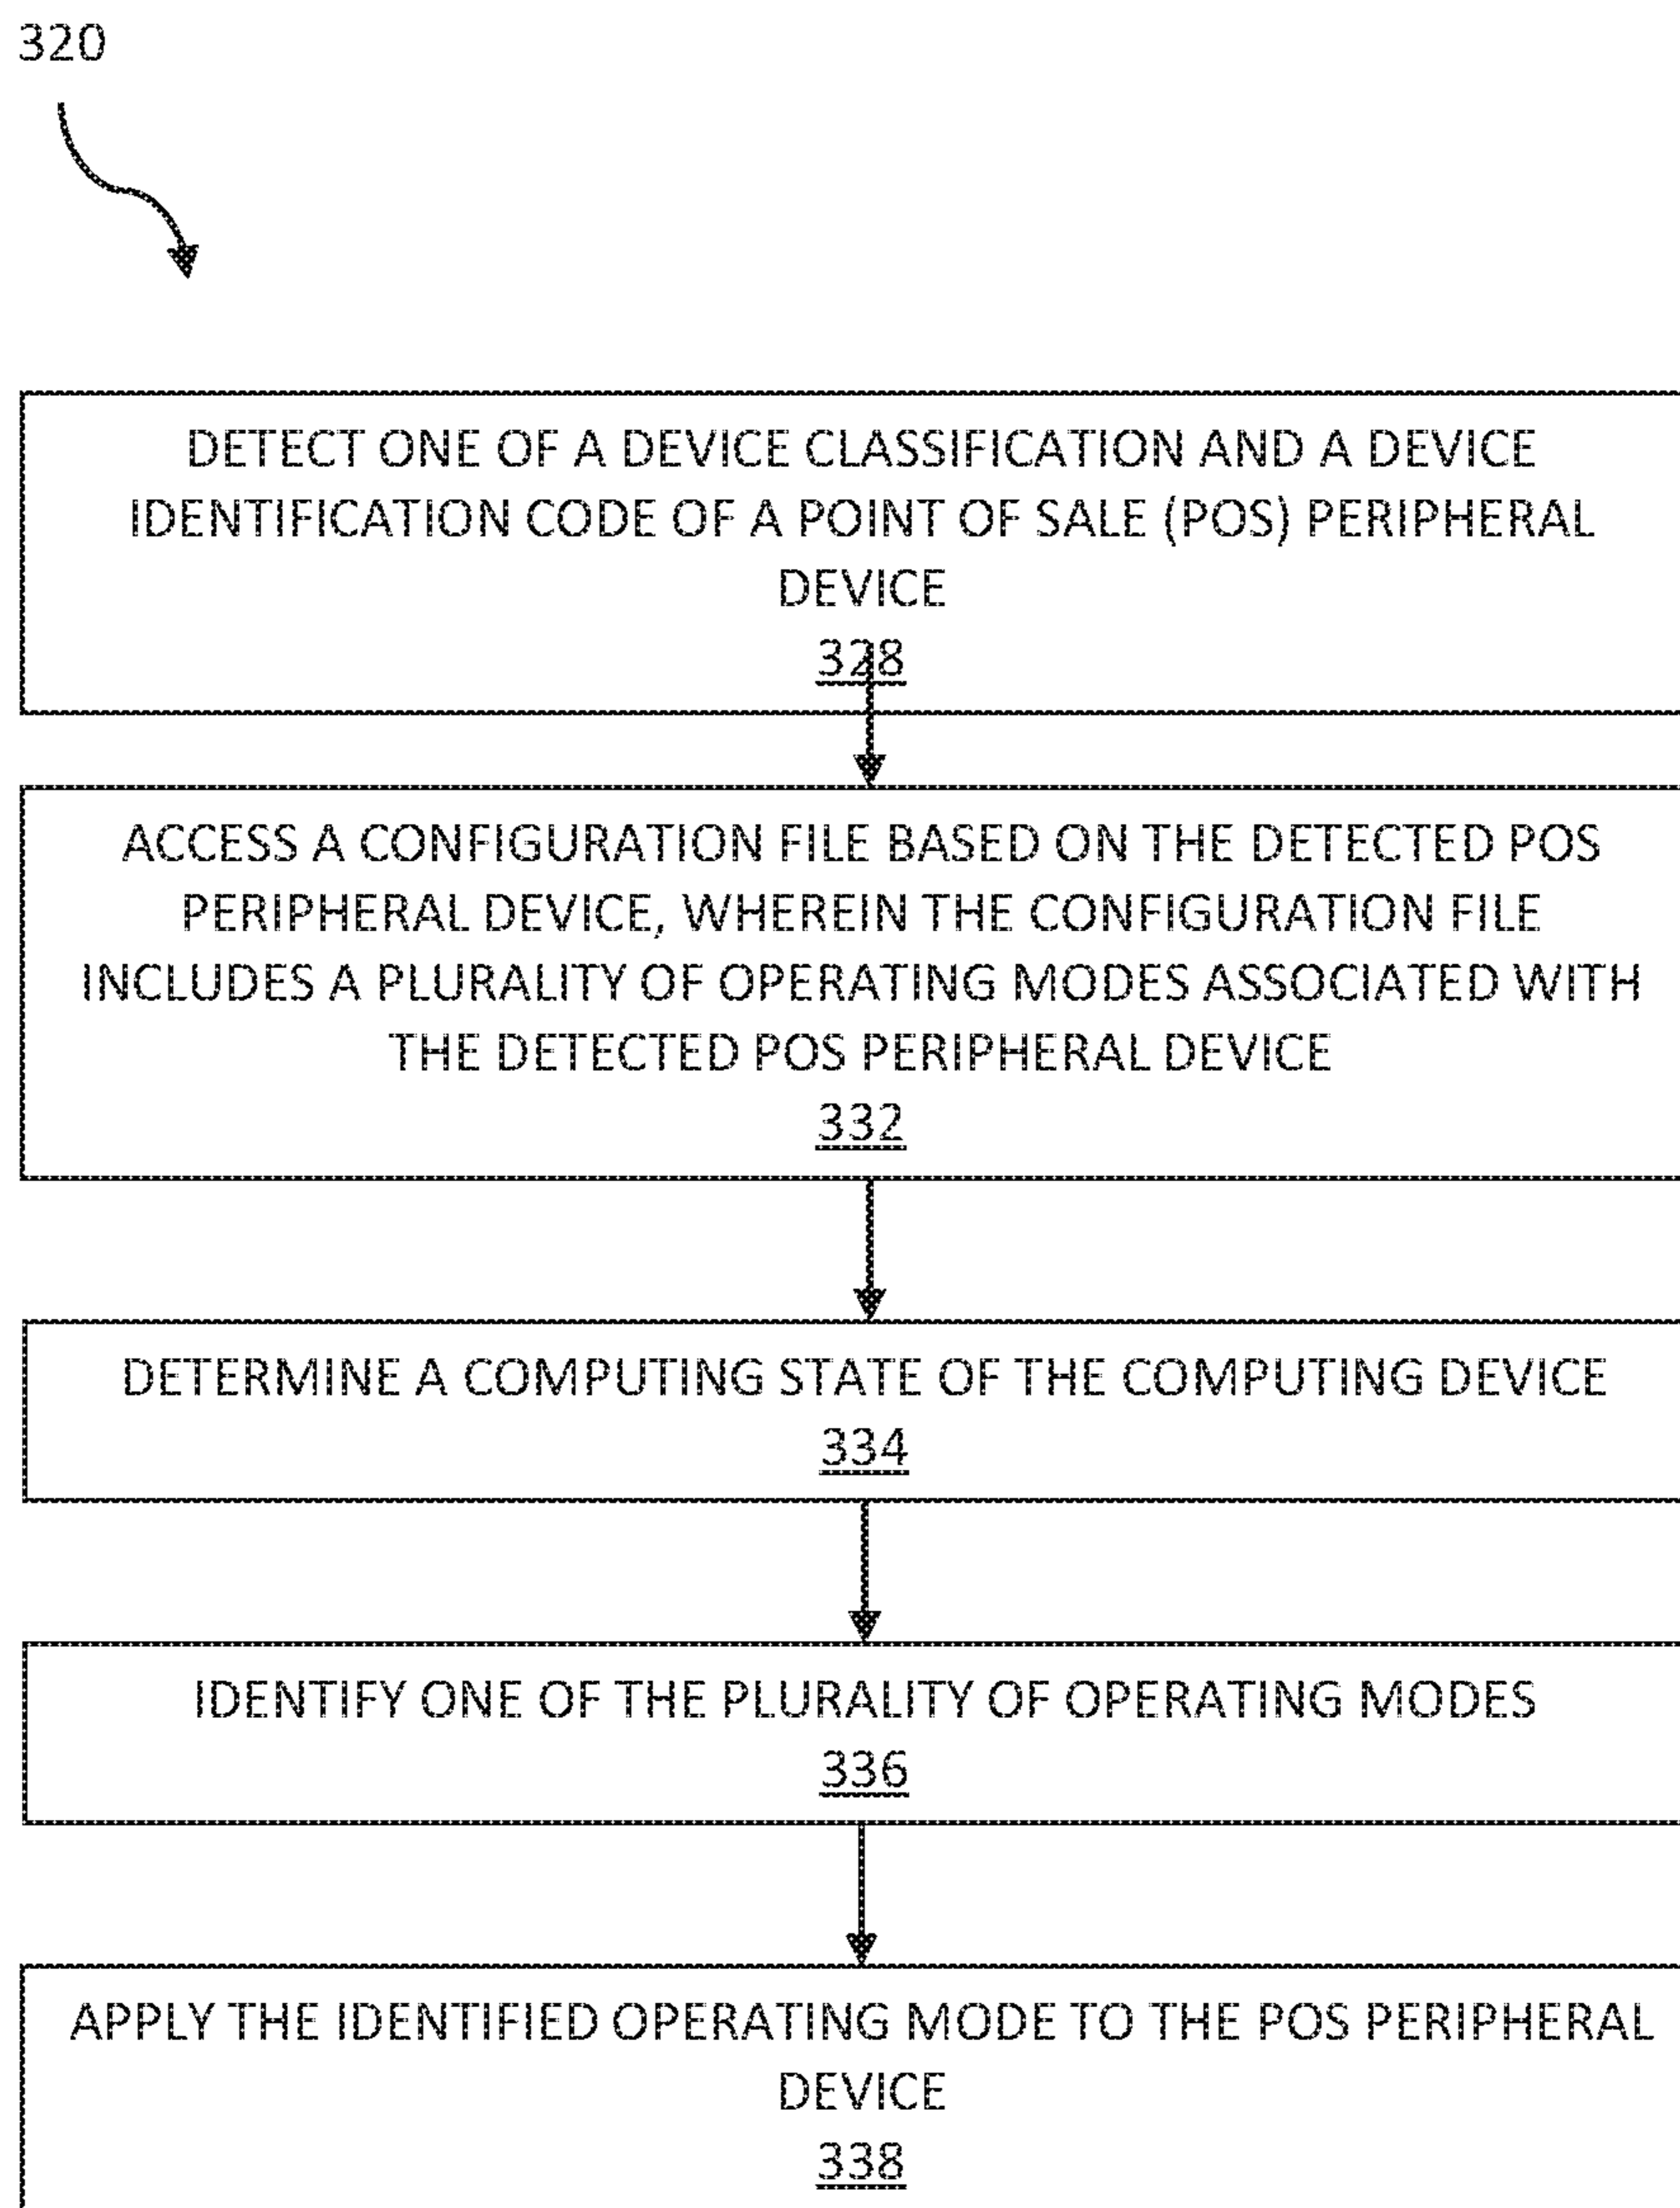 320
DETECT ONE OF A DEVICE CLASSIFICATION AND A DEVICE
IDENTIFICATION CODE OF A POINT OF SALE (POS) PERIPHERAL
DEVICE
328
ACCESS A CONFIGURATION FILE BASED ON THE DETECTED POS
PERIPHERAL DEVICE, WHEREIN THE CONFIGURATION FILE
INCLUDES A PLURALITY OF OPERATING MODES ASSOCIATED WITH
THE DETECTED POS PERIPHERAL DEVICE
332
DETERMINE A COMPUTING STATE OF THE COMPUTING DEVICE
334
IDENTIFY ONE OF THE PLURALITY OF OPERATING MODES
336
APPLY THE IDENTIFIED OPERATING MODE TO THE POS PERIPHERAL
DEVICE
338